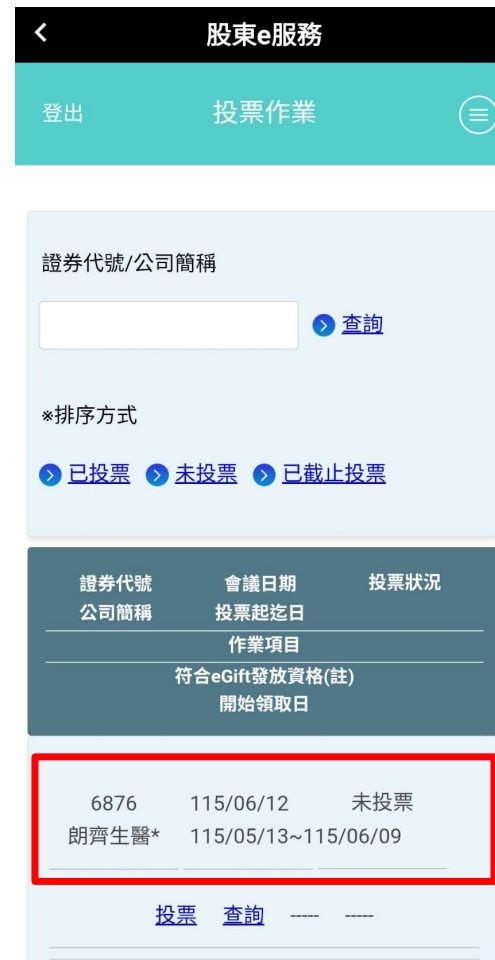 股東e服務
登出 投票作業
證券代號/公司簡稱
查詢
※排序方式
已投票 未投票 已截止投票
證券代號 會議日期 投票狀況
公司簡稱 投票起迄日
作業項目
符合eGift發放資格(註)
開始領取日
6876 115/06/12 未投票
朗齊生醫* 115/05/13~115/06/09
投票 查詢 ----- -----